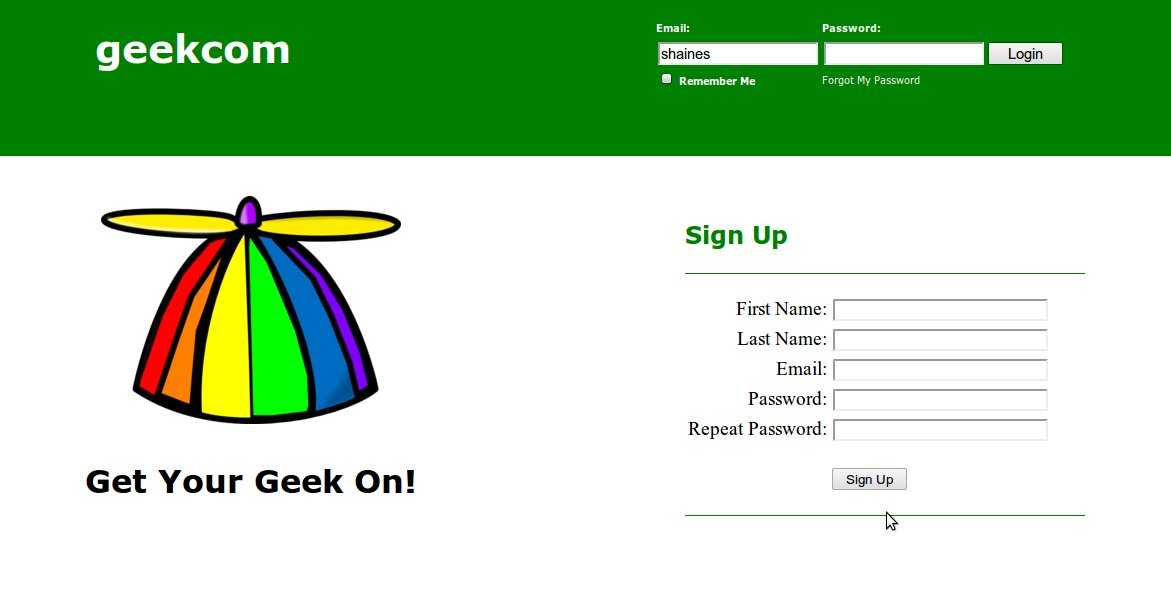 geekcom
Email: Password:
shaines Login
Remember Me Forgot My Password
Sign Up
First Name:
Last Name:
Email:
Password:
Repeat Password:
Sign Up
Get Your Geek On!